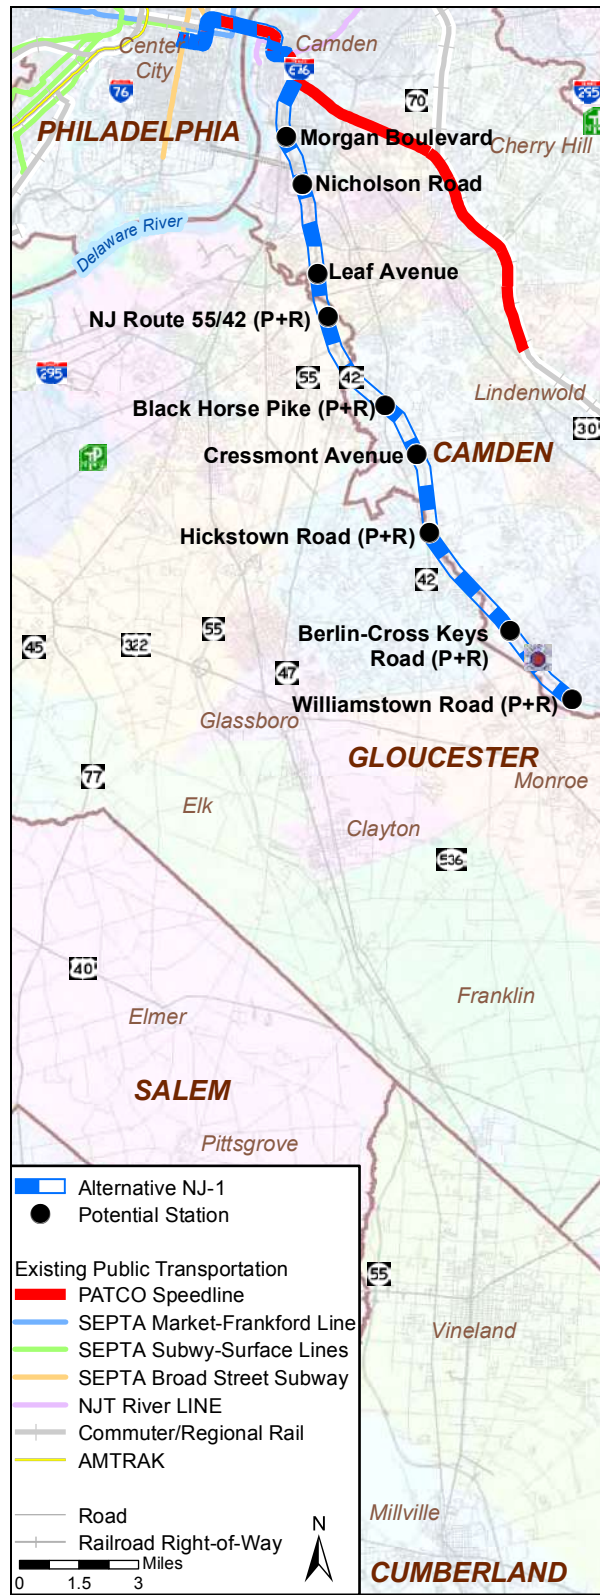 Center
City
Camden
676
76
70
295
PHILADELPHIA
Morgan Boulevard
Cherry Hill
Nicholson Road
Delaware River
Leaf Avenue
NJ Route 55/42 (P+R)
295
55
42
Lindenwold
Black Horse Pike (P+R)
30
Cressmont Avenue
CAMDEN
Hickstown Road (P+R)
42
55
45
322
Berlin-Cross Keys
Road (P+R)
47
Williamstown Road (P+R)
Glassboro
GLOUCESTER
77
Monroe
Elk
Clayton
536
40
Franklin
Elmer
SALEM
Pittsgrove
Alternative NJ-1
Potential Station
Existing Public Transportation
PATCO Speedline
SEPTA Market-Frankford Line
SEPTA Subwy-Surface Lines
SEPTA Broad Street Subway
NJT River LINE
Commuter/Regional Rail
AMTRAK
Road
Railroad Right-of-Way
Miles
0 1.5 3
N
55
Vineland
Millville
CUMBERLAND